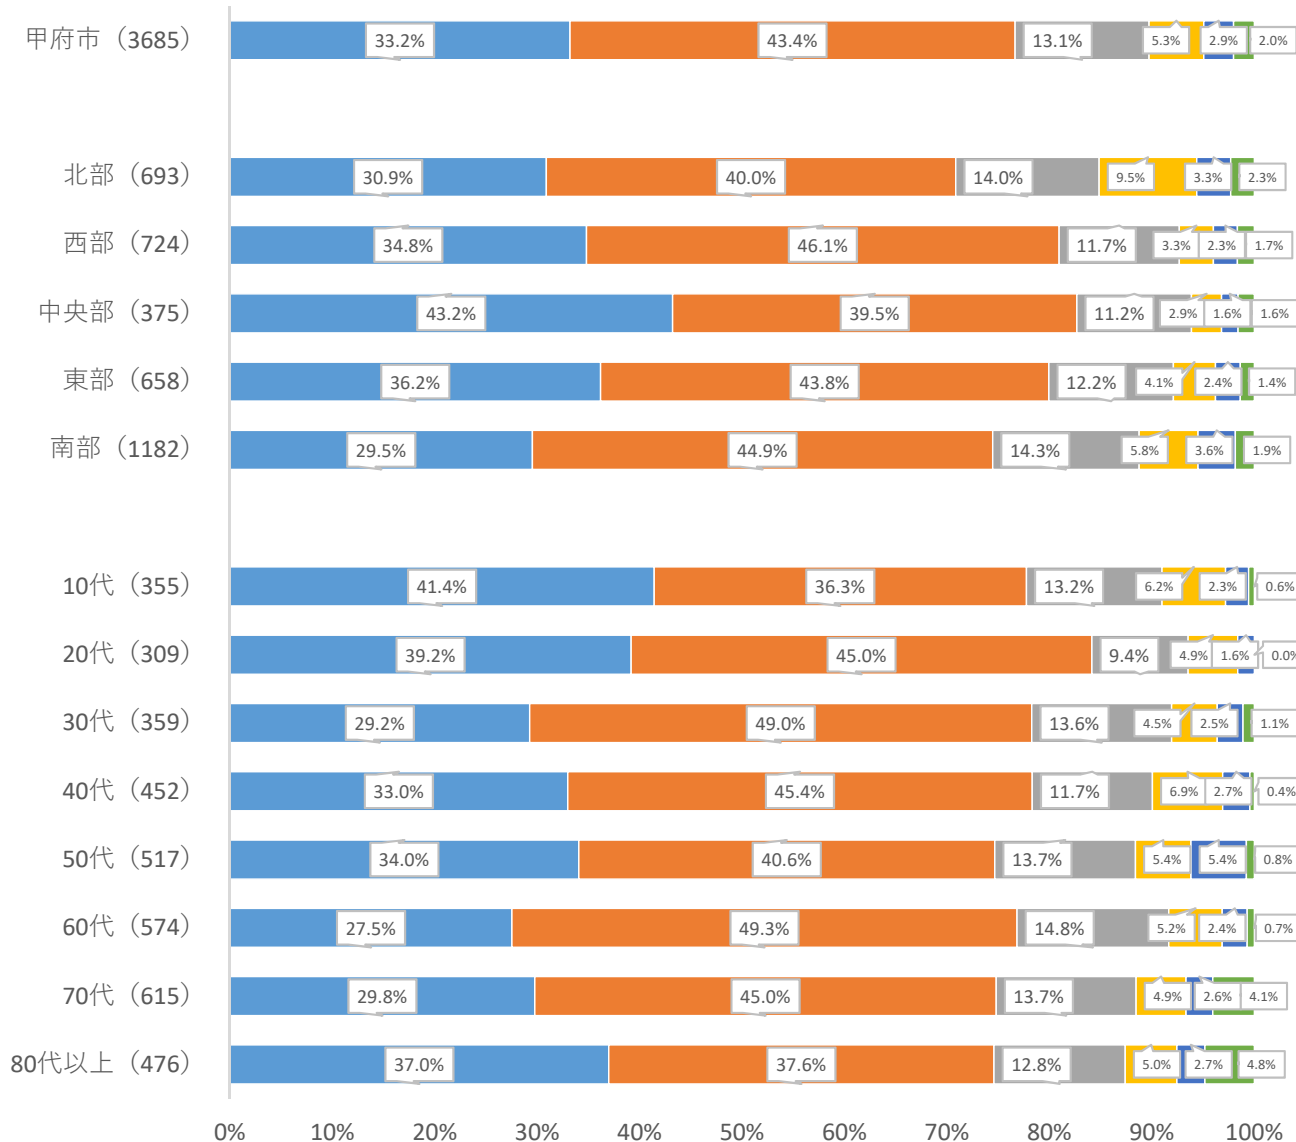 甲府市（3685） 33.2% 43.4% 13.1% 5.3% 2.9% 2.0%
北部（693） 30.9% 40.0% 14.0% 9.5% 3.3% 2.3%
西部（724） 34.8% 46.1% 11.7% 3.3% 2.3% 1.7%
中央部（375） 43.2% 39.5% 11.2% 2.9% 1.6% 1.6%
東部（658） 36.2% 43.8% 12.2% 4.1% 2.4% 1.4%
南部（1182） 29.5% 44.9% 14.3% 5.8% 3.6% 1.9%
10代（355） 41.4% 36.3% 13.2% 6.2% 2.3% 0.6%
20代（309） 39.2% 45.0% 9.4% 4.9% 1.6% 0.0%
30代（359） 29.2% 49.0% 13.6% 4.5% 2.5% 1.1%
40代（452） 33.0% 45.4% 11.7% 6.9% 2.7% 0.4%
50代（517） 34.0% 40.6% 13.7% 5.4% 5.4% 0.8%
60代（574） 27.5% 49.3% 14.8% 5.2% 2.4% 0.7%
70代（615） 29.8% 45.0% 13.7% 4.9% 2.6% 4.1%
80代以上（476） 37.0% 37.6% 12.8% 5.0% 2.7% 4.8%
0% 10% 20% 30% 40% 50% 60% 70% 80% 90% 100%